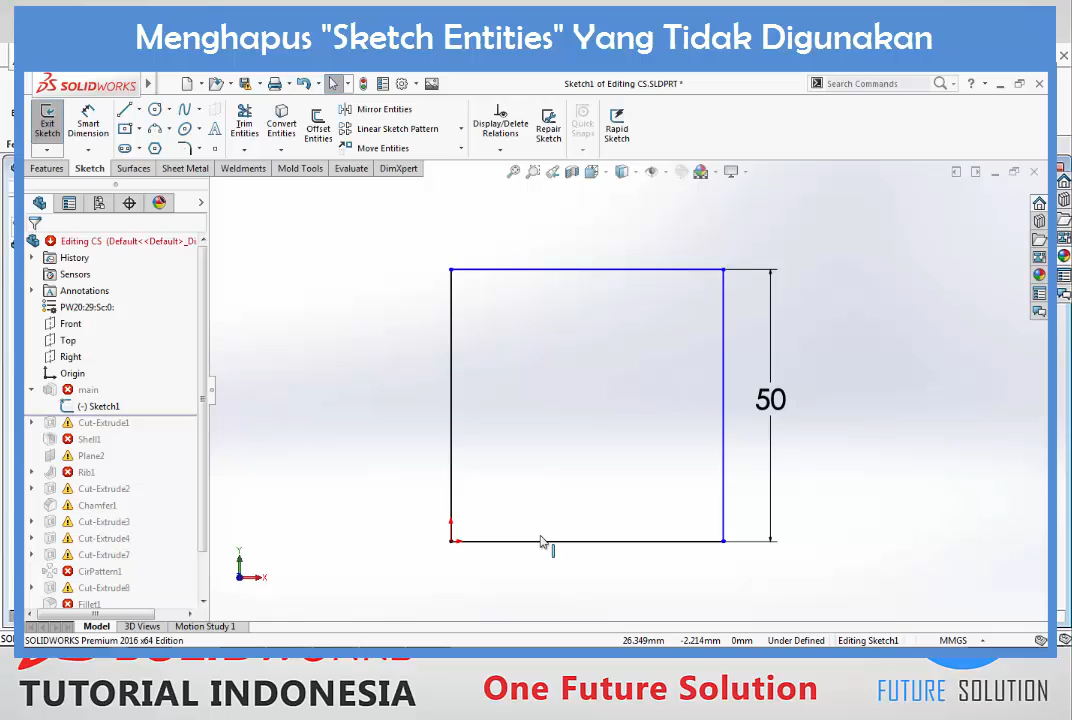 Menghapus "Sketch Entities" Yang Tidak Digunakan
SOLIDWORKS
Sketch1 of Editing CS.SLDPRT *
Search Commands
Exit Sketch
Smart Dimension
Trim Entities
Convert Entities
Offset Entities
Mirror Entities
Linear Sketch Pattern
Move Entities
Display/Delete Relations
Repair Sketch
Quick Snaps
Rapid Sketch
Features
Sketch
Surfaces
Sheet Metal
Weldments
Mold Tools
Evaluate
DimXpert
Editing CS (Default<<Default>_Di
History
Sensors
Annotations
PW20:29:Sc:0:
Front
Top
Right
Origin
main
(-) Sketch1
Cut-Extrude1
Shell1
Plane2
Rib1
Cut-Extrude2
Chamfer1
Cut-Extrude3
Cut-Extrude4
Cut-Extrude7
CirPattern1
Cut-Extrude8
Fillet1
50
Y
X
Model
3D Views
Motion Study 1
SOLIDWORKS Premium 2016 x64 Edition
26.349mm
-2.214mm
0mm
Under Defined
Editing Sketch1
MMGS
TUTORIAL INDONESIA
One Future Solution
FUTURE SOLUTION